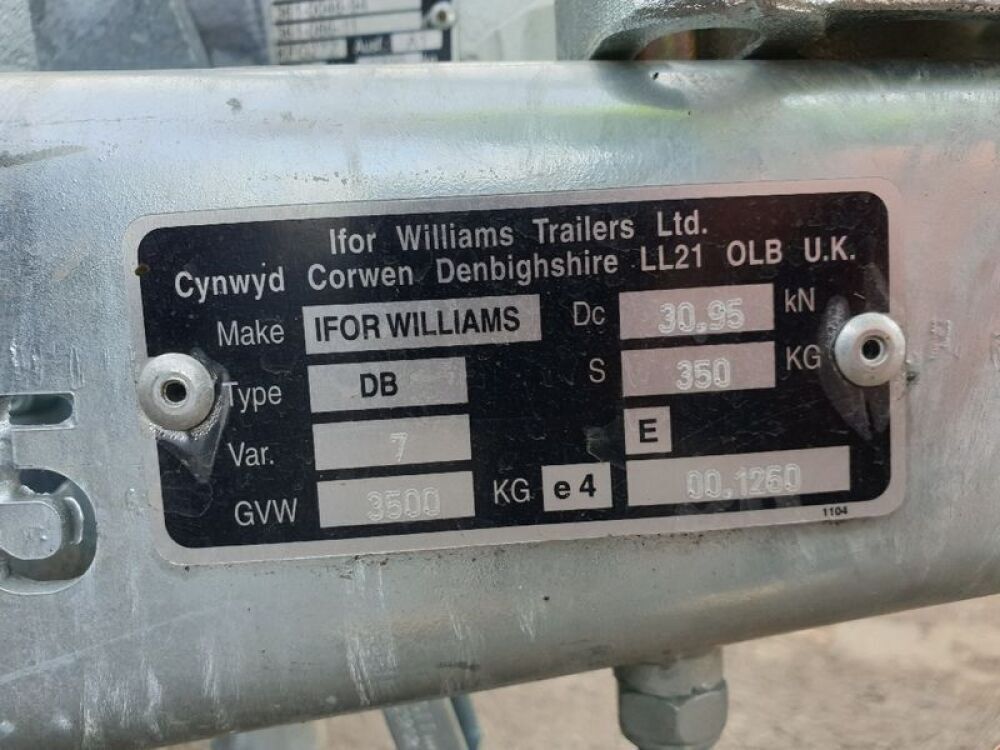 Ifor Williams Trailers Ltd.
Cynwyd Corwen Denbighshire LL21 OLB U.K.
Make IFOR WILLIAMS Dc 30.95 kN
Type DB S 350 KG
Var. 7 E
GVW 3500 KG e4 00.1260
1104
5